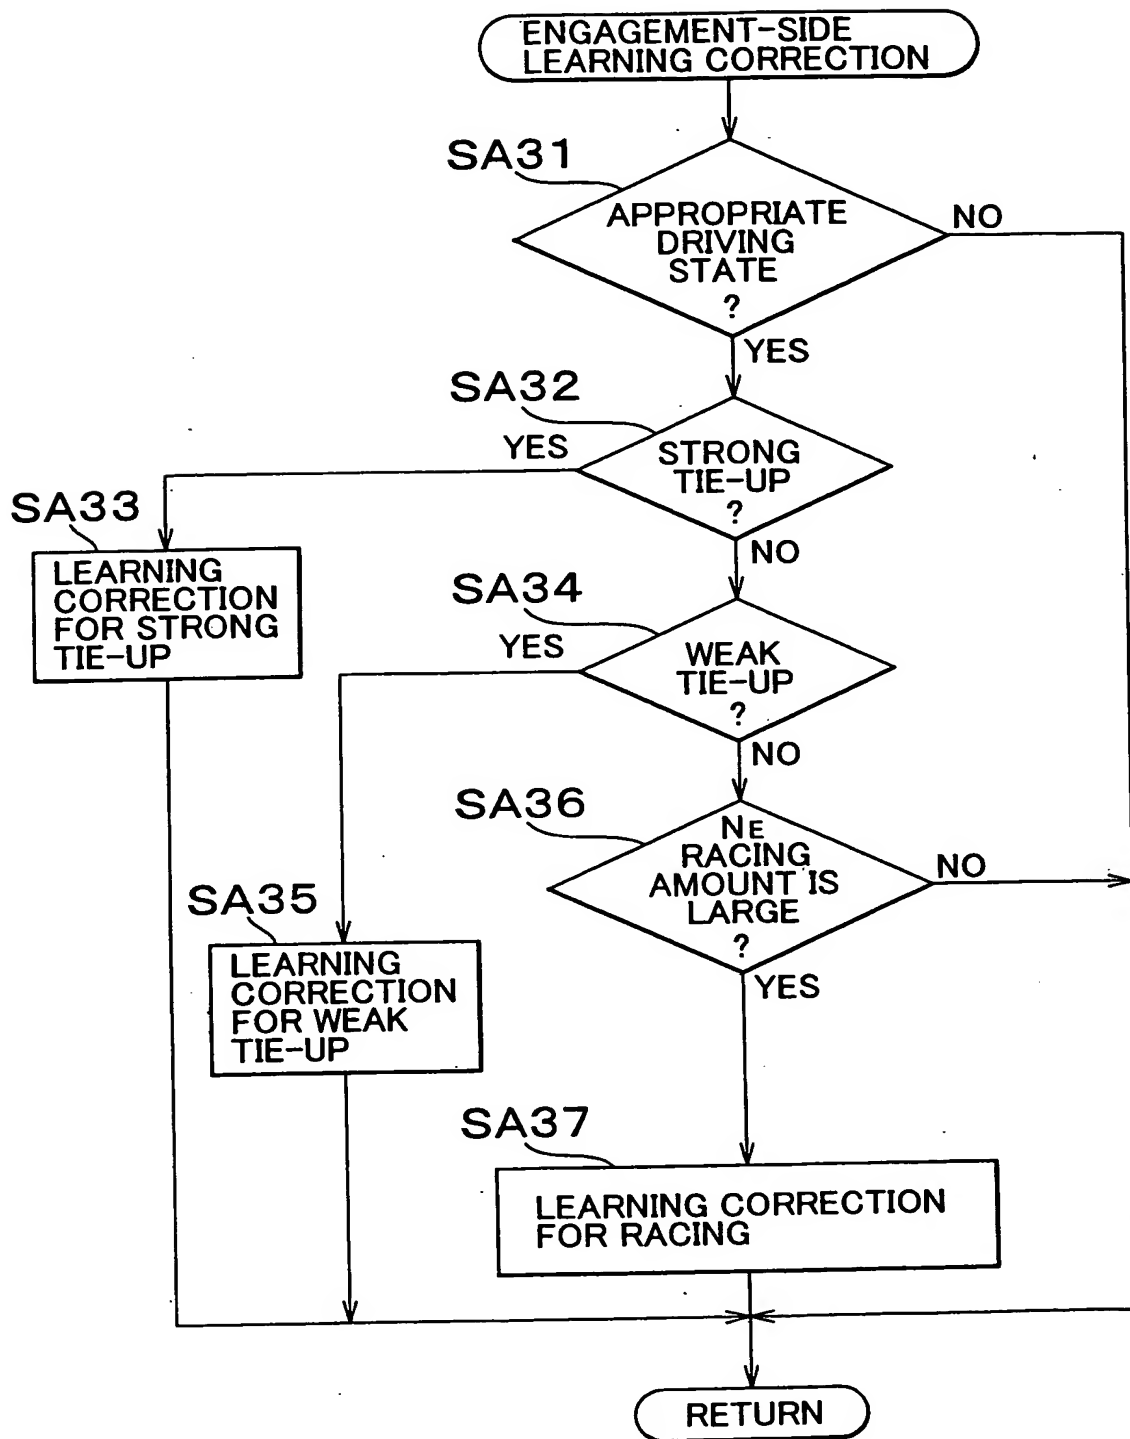 ENGAGEMENT-SIDE
LEARNING CORRECTION
SA31
APPROPRIATE
DRIVING
STATE
?
NO
YES
SA32
YES
STRONG
TIE-UP
?
NO
SA33
LEARNING
CORRECTION
FOR STRONG
TIE-UP
SA34
YES
WEAK
TIE-UP
?
NO
SA36
NE
RACING
AMOUNT IS
LARGE
?
NO
YES
SA35
LEARNING
CORRECTION
FOR WEAK
TIE-UP
SA37
LEARNING CORRECTION
FOR RACING
RETURN